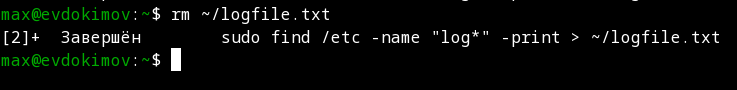 max@evdokimov:~$ rm ~/logfile.txt
[2]+  Завершён        sudo find /etc -name "log*" -print > ~/logfile.txt
max@evdokimov:~$